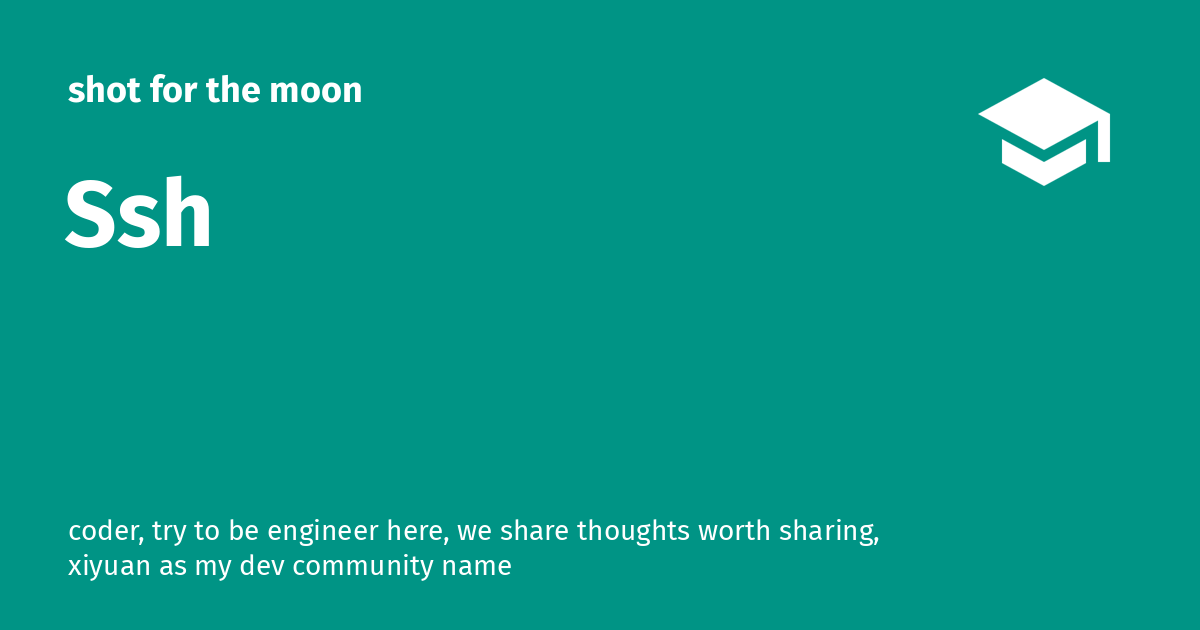 shot for the moon
Ssh
coder, try to be engineer here, we share thoughts worth sharing,
xiyuan as my dev community name